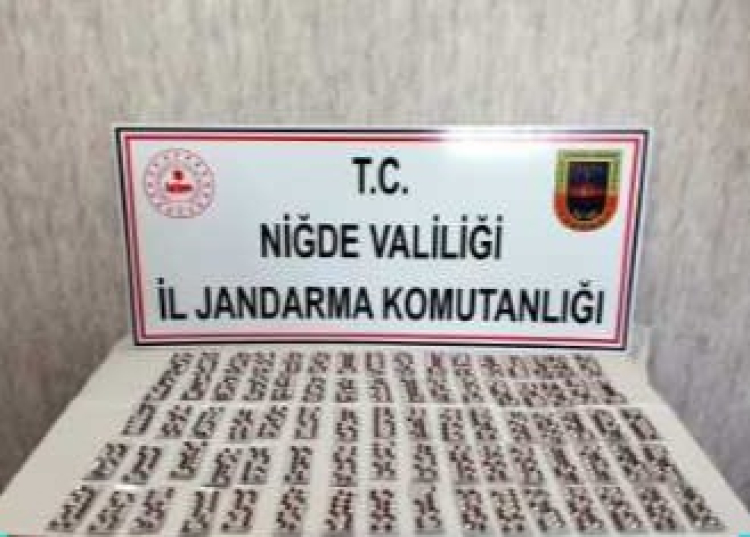 T.C.
NİĞDE VALİLİĞİ
İL JANDARMA KOMUTANLIĞI